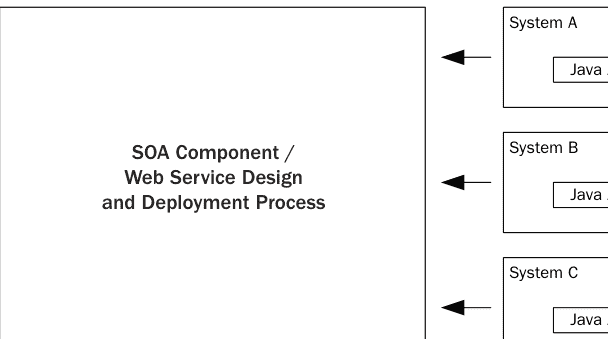 System A
Java
SOA Component /
Web Service Design
and Deployment Process
System B
Java
System C
Java